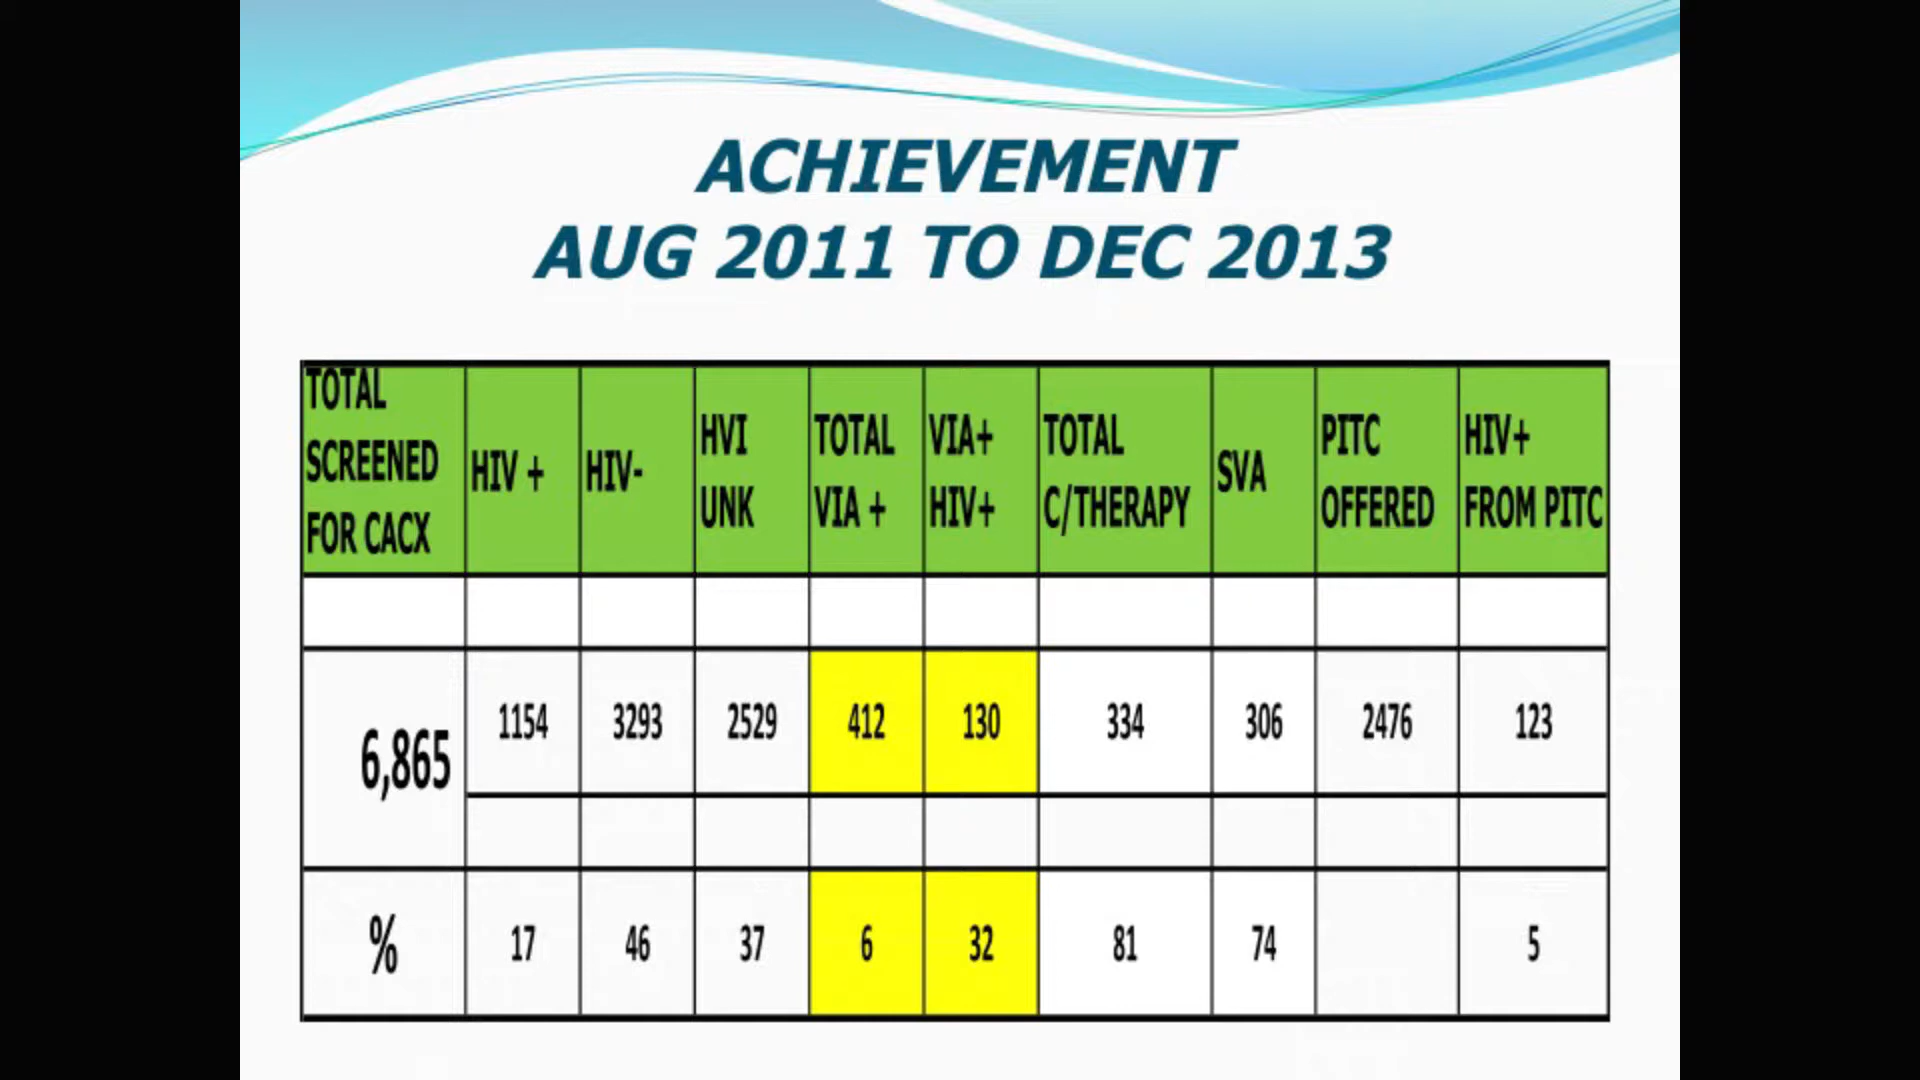 ACHIEVEMENT
AUG 2011 TO DEC 2013
TOTAL SCREENED FOR CACX HIV + HIV- HVI UNK TOTAL VIA + VIA+ HIV+ TOTAL C/THERAPY SVA PITC OFFERED HIV+ FROM PITC
6,865 1154 3293 2529 412 130 334 306 2476 123
% 17 46 37 6 32 81 74 5